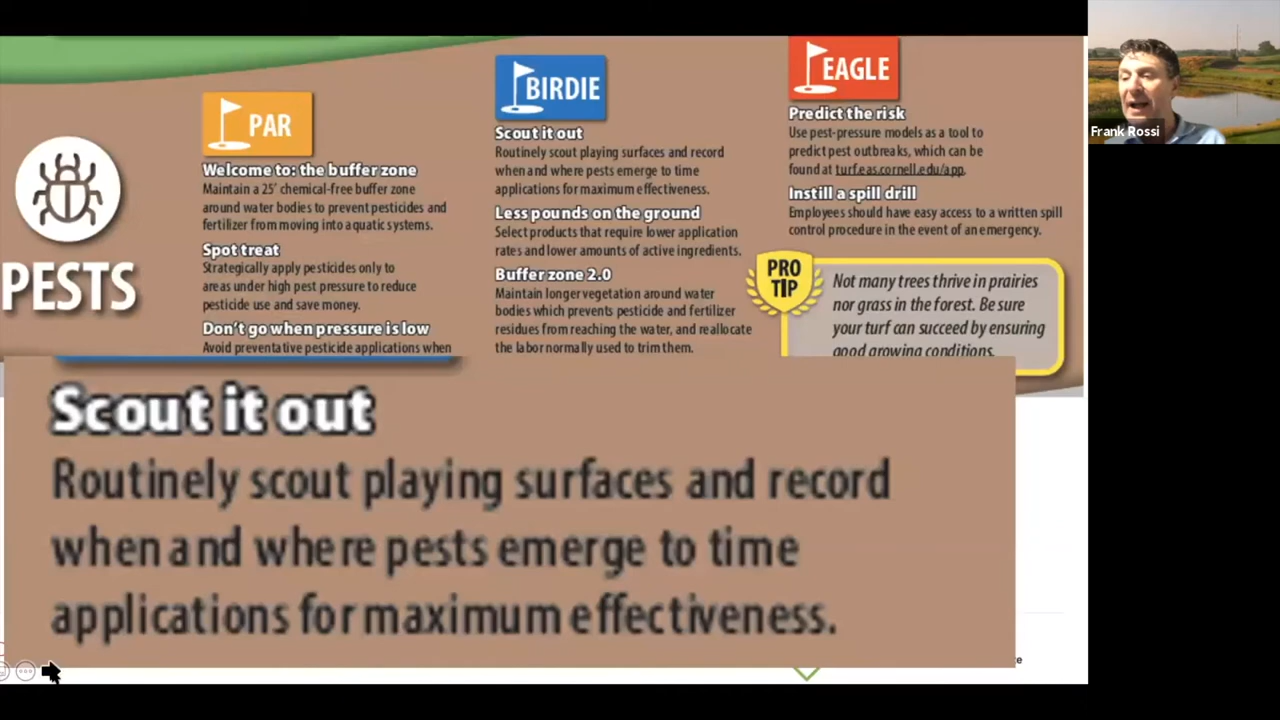 PESTS
PAR
Welcome to: the buffer zone
Maintain a 25' chemical-free buffer zone
around water bodies to prevent pesticides and
fertilizer from moving into aquatic systems.
Spot treat
Strategically apply pesticides only to
areas under high pest pressure to reduce
pesticide use and save money.
Don't go when pressure is low
Avoid preventative pesticide applications when
BIRDIE
Scout it out
Routinely scout playing surfaces and record
when and where pests emerge to time
applications for maximum effectiveness.
Less pounds on the ground
Select products that require lower application
rates and lower amounts of active ingredients.
Buffer zone 2.0
Maintain longer vegetation around water
bodies which prevents pesticide and fertilizer
residues from reaching the water, and reallocate
the labor normally used to trim them.
EAGLE
Predict the risk
Use pest-pressure models as a tool to
predict pest outbreaks, which can be
found at turf.eas.cornell.edu/app.
Instill a spill drill
Employees should have easy access to a written spill
control procedure in the event of an emergency.
PRO
TIP
Not many trees thrive in prairies
nor grass in the forest. Be sure
your turf can succeed by ensuring
good growing conditions.
Frank Rossi
Scout it out
Routinely scout playing surfaces and record
when and where pests emerge to time
applications for maximum effectiveness.